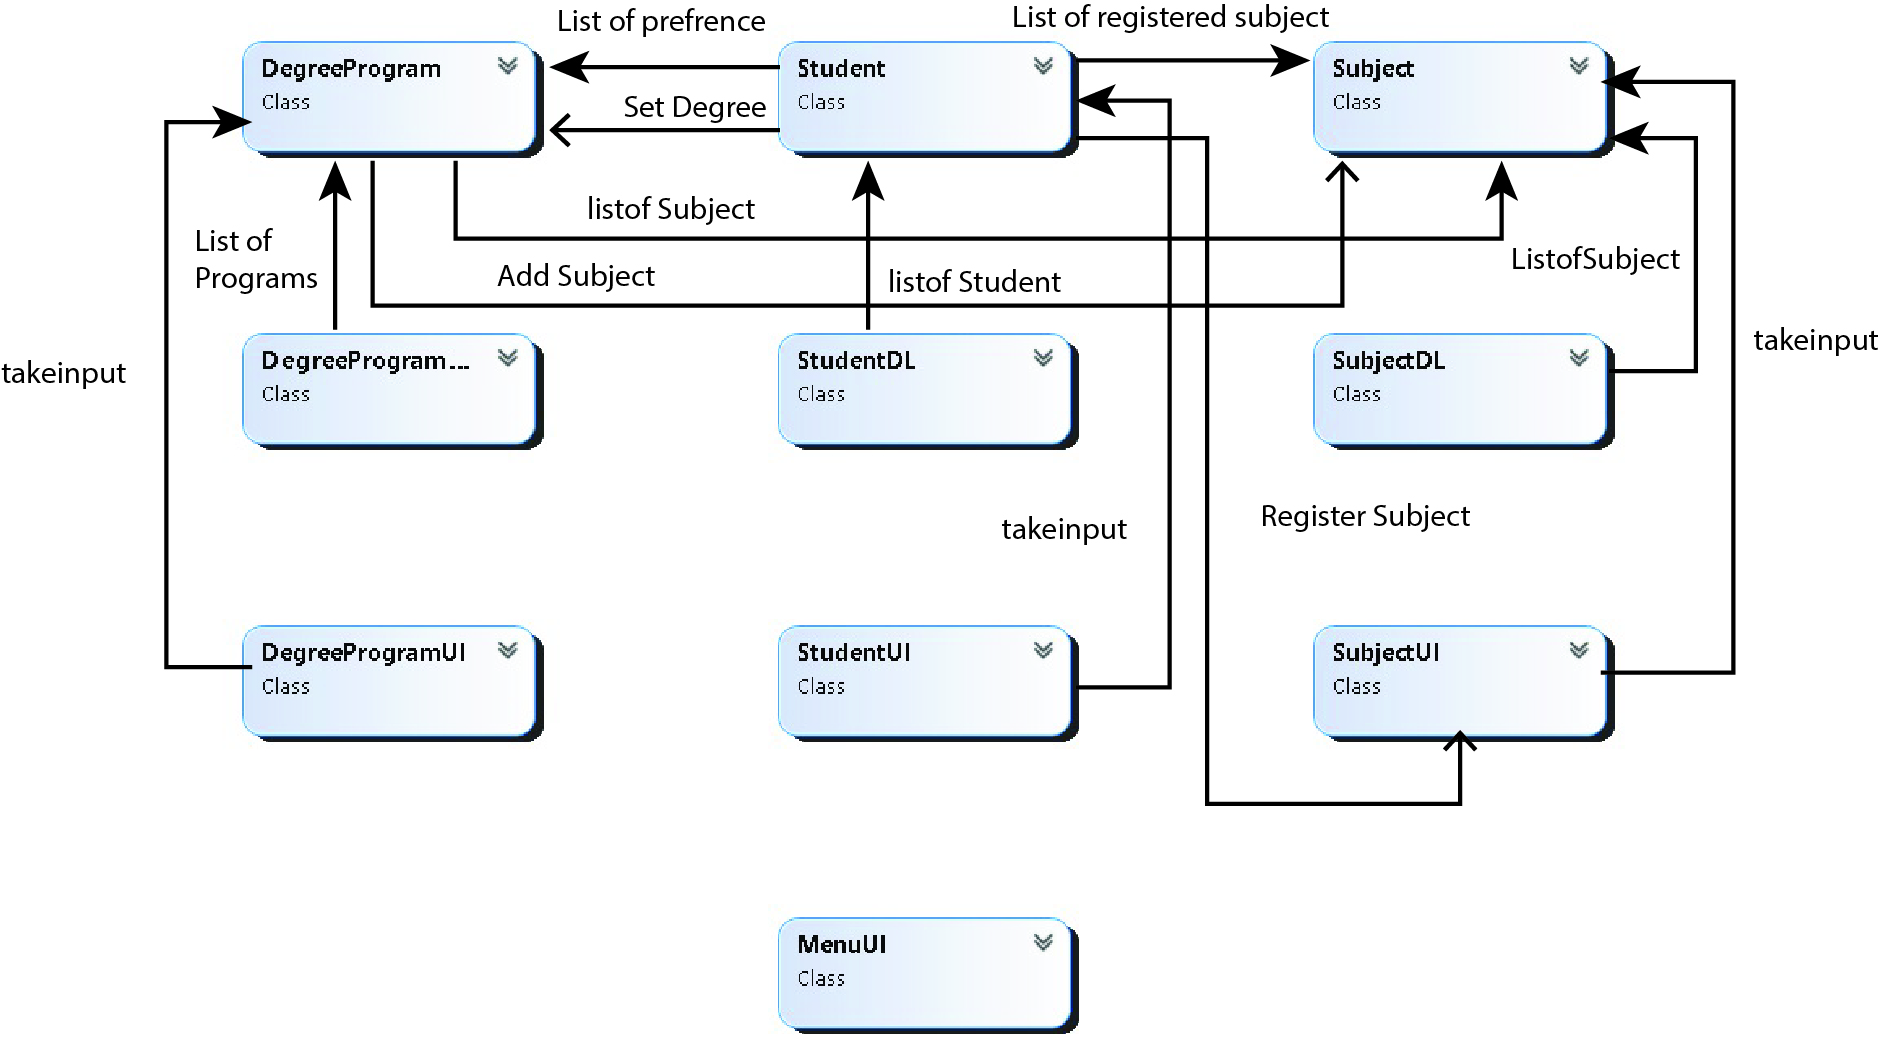 List of prefrence
List of registered subject
DegreeProgram
Class
Student
Class
Subject
Class
Set Degree
listof Subject
List of
Programs
Add Subject
listof Student
ListofSubject
takeinput
takeinput
DegreeProgram...
Class
StudentDL
Class
SubjectDL
Class
takeinput
Register Subject
DegreeProgramUI
Class
StudentUI
Class
SubjectUI
Class
MenuUI
Class